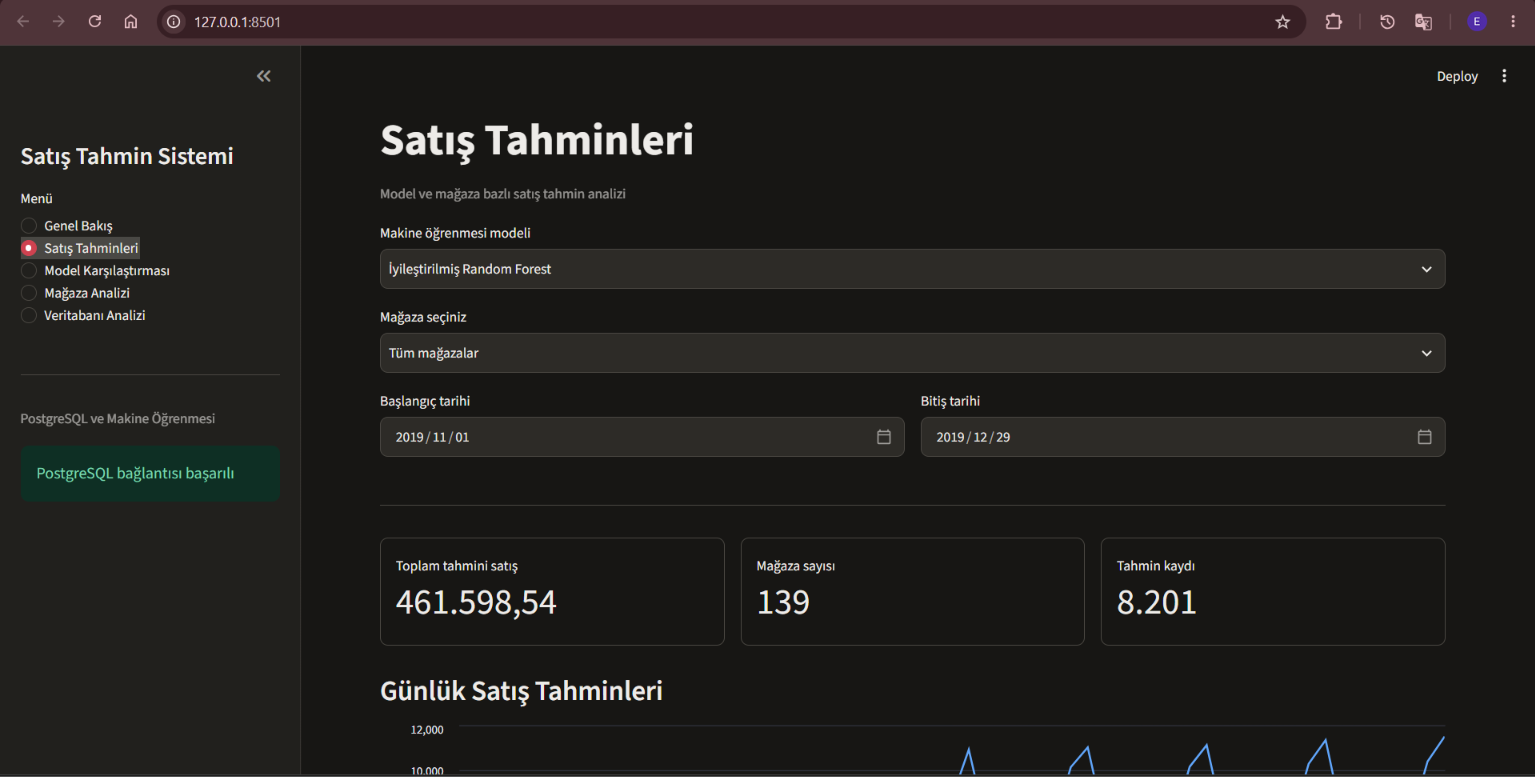 127.0.0.1:8501
E
Deploy
Satış Tahmin Sistemi
Menü
Genel Bakış
Satış Tahminleri
Model Karşılaştırması
Mağaza Analizi
Veritabanı Analizi
PostgreSQL ve Makine Öğrenmesi
PostgreSQL bağlantısı başarılı
Satış Tahminleri
Model ve mağaza bazlı satış tahmin analizi
Makine öğrenmesi modeli
İyileştirilmiş Random Forest
Mağaza seçiniz
Tüm mağazalar
Başlangıç tarihi
Bitiş tarihi
2019/11/01
2019/12/29
Toplam tahmini satış
461.598,54
Mağaza sayısı
139
Tahmin kaydı
8.201
Günlük Satış Tahminleri
12,000
10,000